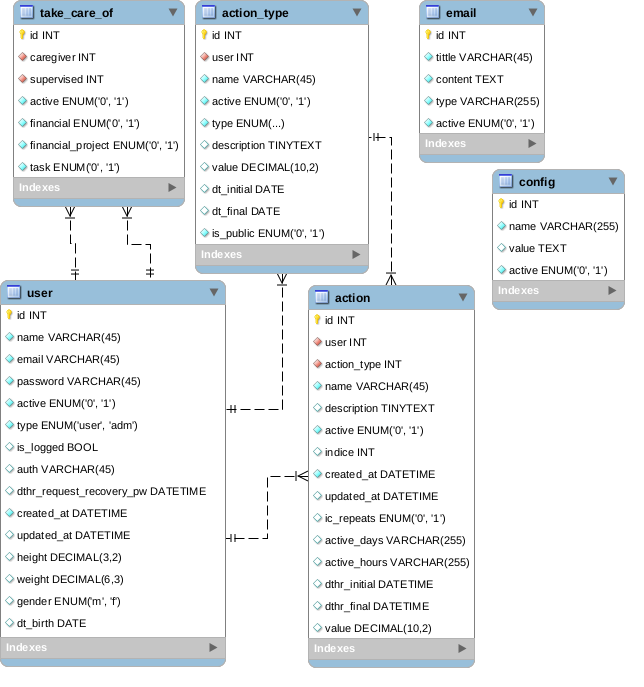 take_care_of
id INT
caregiver INT
supervised INT
active ENUM('0', '1')
financial ENUM('0', '1')
financial_project ENUM('0', '1')
task ENUM('0', '1')
Indexes
action_type
id INT
user INT
name VARCHAR(45)
active ENUM('0', '1')
type ENUM(...)
description TINYTEXT
value DECIMAL(10,2)
dt_initial DATE
dt_final DATE
is_public ENUM('0', '1')
Indexes
email
id INT
tittle VARCHAR(45)
content TEXT
type VARCHAR(255)
active ENUM('0', '1')
Indexes
config
id INT
name VARCHAR(255)
value TEXT
active ENUM('0', '1')
Indexes
user
id INT
name VARCHAR(45)
email VARCHAR(45)
password VARCHAR(45)
active ENUM('0', '1')
type ENUM('user', 'adm')
is_logged BOOL
auth VARCHAR(45)
dthr_request_recovery_pw DATETIME
created_at DATETIME
updated_at DATETIME
height DECIMAL(3,2)
weight DECIMAL(6,3)
gender ENUM('m', 'f')
dt_birth DATE
Indexes
action
id INT
user INT
action_type INT
name VARCHAR(45)
description TINYTEXT
active ENUM('0', '1')
indice INT
created_at DATETIME
updated_at DATETIME
ic_repeats ENUM('0', '1')
active_days VARCHAR(255)
active_hours VARCHAR(255)
dthr_initial DATETIME
dthr_final DATETIME
value DECIMAL(10,2)
Indexes